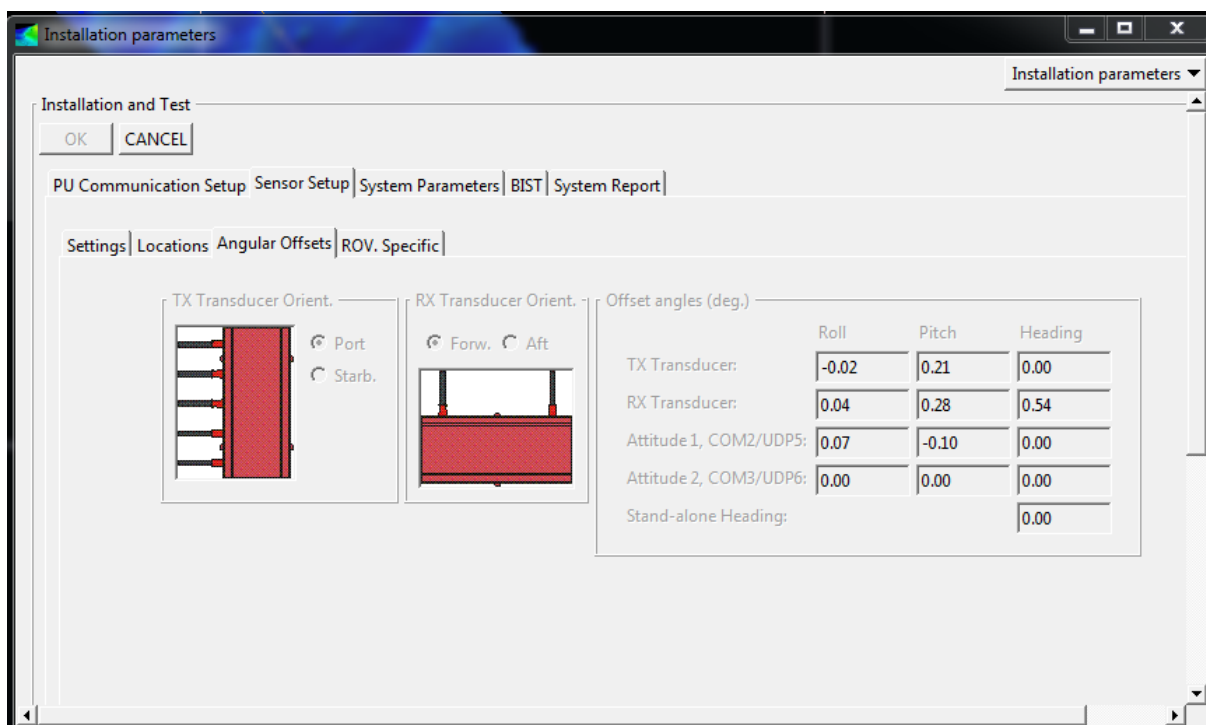 Installation parameters
Installation parameters
Installation and Test
OK CANCEL
PU Communication Setup Sensor Setup System Parameters BIST System Report
Settings Locations Angular Offsets ROV. Specific
TX Transducer Orient. RX Transducer Orient. Offset angles (deg.)
Port Forw. Aft Roll Pitch Heading
Starb.
TX Transducer: -0.02 0.21 0.00
RX Transducer: 0.04 0.28 0.54
Attitude 1, COM2/UDP5: 0.07 -0.10 0.00
Attitude 2, COM3/UDP6: 0.00 0.00 0.00
Stand-alone Heading: 0.00